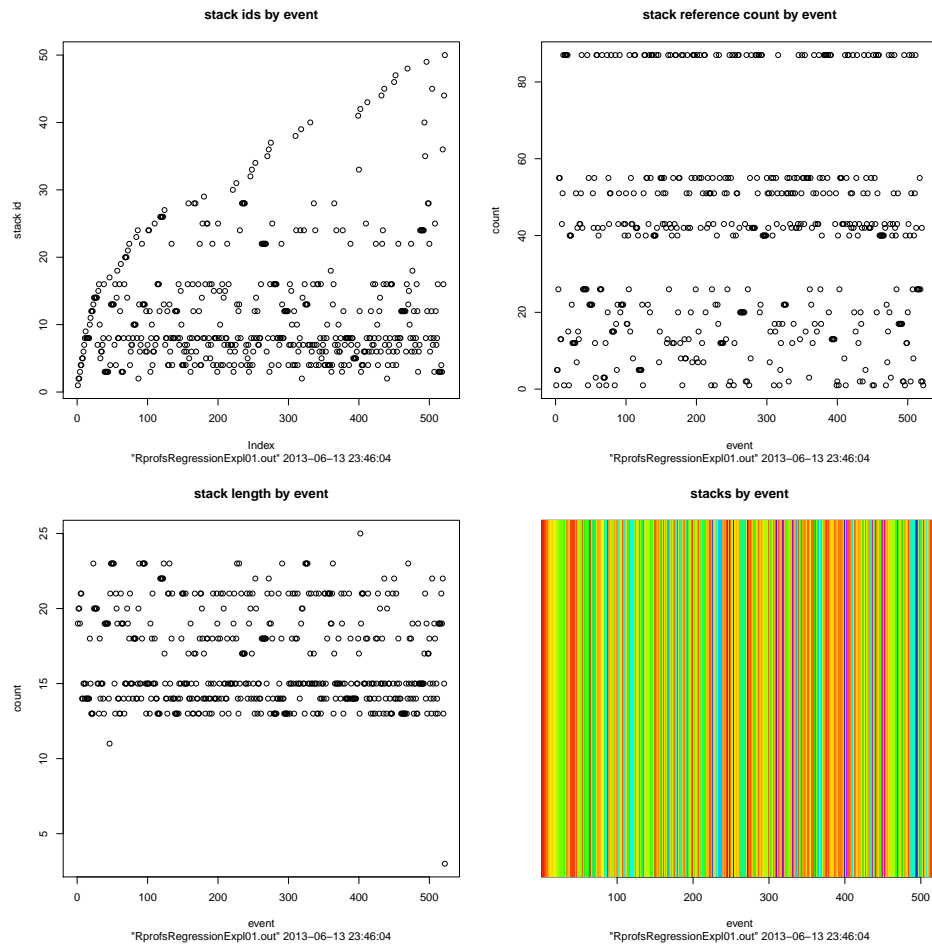 stack ids by event
50
40
30
20
10
0
stack id
0 100 200 300 400 500
Index
"RprofsRegressionExpl01.out" 2013−06−13 23:46:04
stack reference count by event
80
60
40
20
0
count
0 100 200 300 400 500
event
"RprofsRegressionExpl01.out" 2013−06−13 23:46:04
stack length by event
25
20
15
10
5
count
0 100 200 300 400 500
event
"RprofsRegressionExpl01.out" 2013−06−13 23:46:04
stacks by event
100 200 300 400 500
event
"RprofsRegressionExpl01.out" 2013−06−13 23:46:04